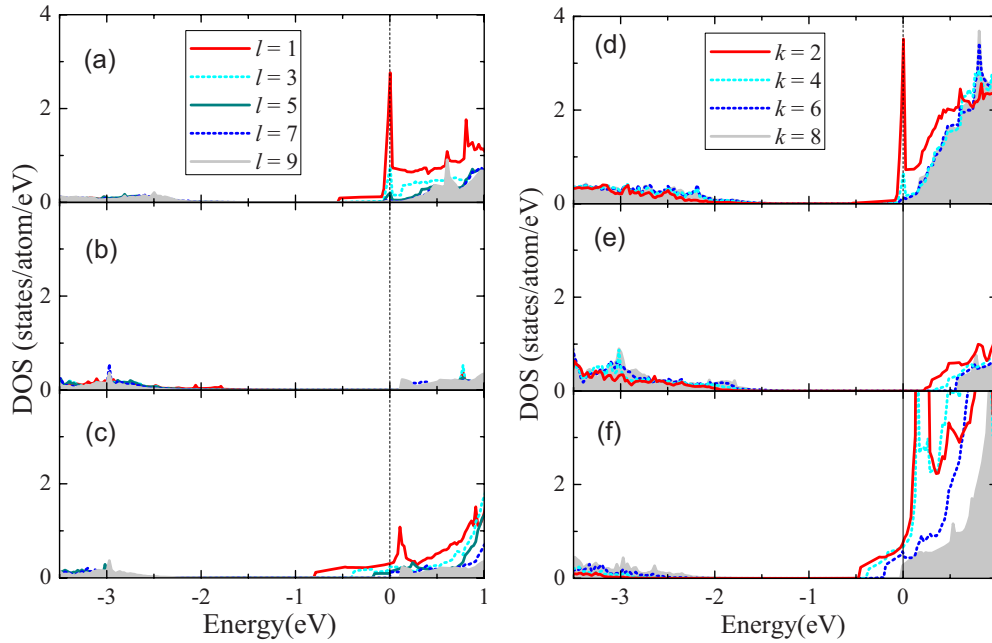 DOS (states/atom/eV)
4
(a)
l = 1
l = 3
l = 5
l = 7
l = 9
2
0
(b)
2
0
(c)
2
0
-3 -2 -1 0 1
Energy(eV)
DOS (states/atom/eV)
4
(d)
k = 2
k = 4
k = 6
k = 8
2
0
(e)
2
0
(f)
2
0
-3 -2 -1 0
Energy(eV)